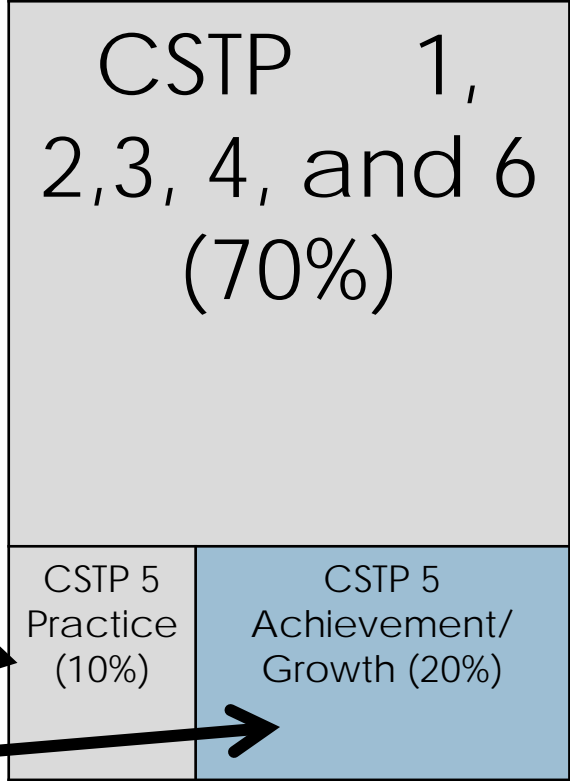 CSTP 1,
2,3, 4, and 6
(70%)
CSTP 5
Practice
(10%)
CSTP 5
Achievement/
Growth (20%)